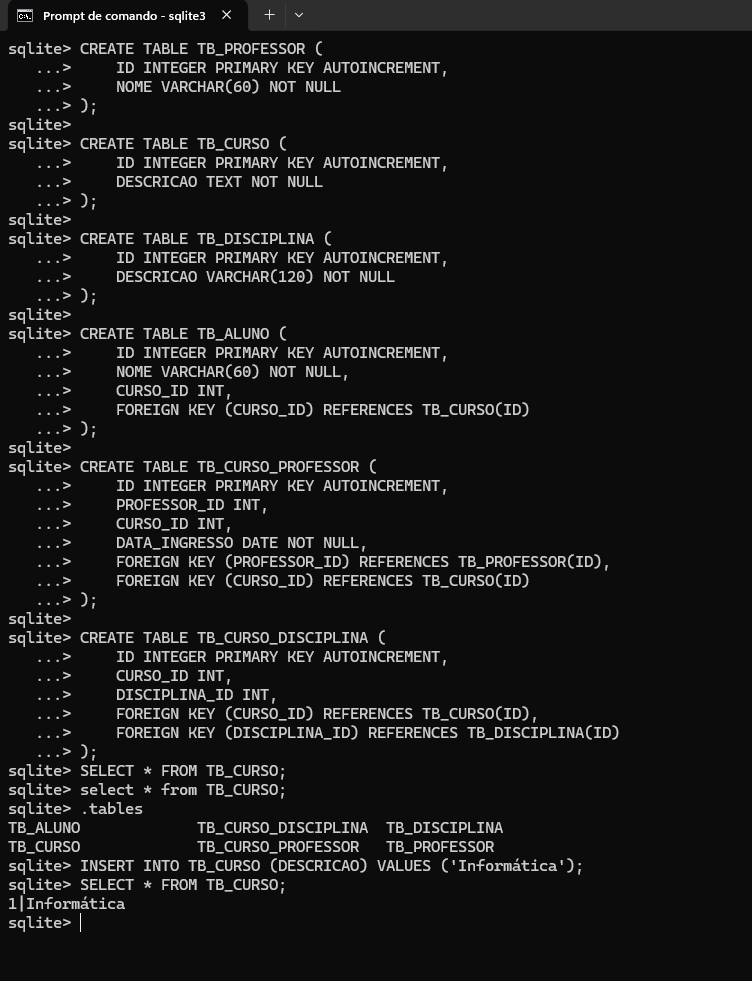 Prompt de comando - sqlite3
sqlite> CREATE TABLE TB_PROFESSOR (
   ...>     ID INTEGER PRIMARY KEY AUTOINCREMENT,
   ...>     NOME VARCHAR(60) NOT NULL
   ...> );
sqlite>
sqlite> CREATE TABLE TB_CURSO (
   ...>     ID INTEGER PRIMARY KEY AUTOINCREMENT,
   ...>     DESCRICAO TEXT NOT NULL
   ...> );
sqlite>
sqlite> CREATE TABLE TB_DISCIPLINA (
   ...>     ID INTEGER PRIMARY KEY AUTOINCREMENT,
   ...>     DESCRICAO VARCHAR(120) NOT NULL
   ...> );
sqlite>
sqlite> CREATE TABLE TB_ALUNO (
   ...>     ID INTEGER PRIMARY KEY AUTOINCREMENT,
   ...>     NOME VARCHAR(60) NOT NULL,
   ...>     CURSO_ID INT,
   ...>     FOREIGN KEY (CURSO_ID) REFERENCES TB_CURSO(ID)
   ...> );
sqlite>
sqlite> CREATE TABLE TB_CURSO_PROFESSOR (
   ...>     ID INTEGER PRIMARY KEY AUTOINCREMENT,
   ...>     PROFESSOR_ID INT,
   ...>     CURSO_ID INT,
   ...>     DATA_INGRESSO DATE NOT NULL,
   ...>     FOREIGN KEY (PROFESSOR_ID) REFERENCES TB_PROFESSOR(ID),
   ...>     FOREIGN KEY (CURSO_ID) REFERENCES TB_CURSO(ID)
   ...> );
sqlite>
sqlite> CREATE TABLE TB_CURSO_DISCIPLINA (
   ...>     ID INTEGER PRIMARY KEY AUTOINCREMENT,
   ...>     CURSO_ID INT,
   ...>     DISCIPLINA_ID INT,
   ...>     FOREIGN KEY (CURSO_ID) REFERENCES TB_CURSO(ID),
   ...>     FOREIGN KEY (DISCIPLINA_ID) REFERENCES TB_DISCIPLINA(ID)
   ...> );
sqlite> SELECT * FROM TB_CURSO;
sqlite> select * from TB_CURSO;
sqlite> .tables
TB_ALUNO             TB_CURSO_DISCIPLINA  TB_DISCIPLINA
TB_CURSO             TB_CURSO_PROFESSOR   TB_PROFESSOR
sqlite> INSERT INTO TB_CURSO (DESCRICAO) VALUES ('Informática');
sqlite> SELECT * FROM TB_CURSO;
1|Informática
sqlite>